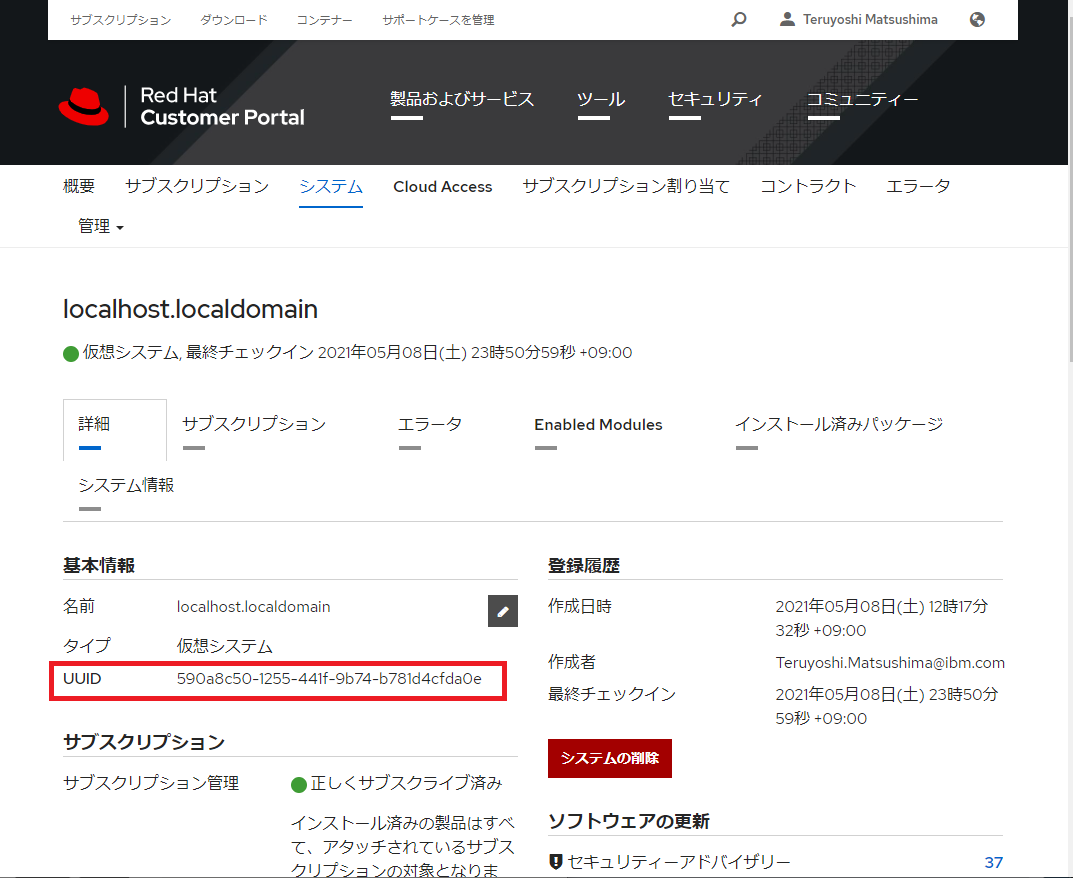 サブスクリプション ダウンロード コンテナー サポートケースを管理 Teruyoshi Matsushima
Red Hat
Customer Portal
製品およびサービス ツール セキュリティ コミュニティー
概要 サブスクリプション システム Cloud Access サブスクリプション割り当て コントラクト エラータ
管理
localhost.localdomain
仮想システム, 最終チェックイン 2021年05月08日(土) 23時50分59秒 +09:00
詳細 サブスクリプション エラータ Enabled Modules インストール済みパッケージ
システム情報
基本情報
名前 localhost.localdomain
タイプ 仮想システム
UUID 590a8c50-1255-441f-9b74-b781d4cfda0e
サブスクリプション
サブスクリプション管理 正しくサブスクライブ済み
インストール済みの製品はすべ
て、アタッチされているサブス
クリプションの対象となりま
登録履歴
作成日時 2021年05月08日(土) 12時17分
32秒 +09:00
作成者 Teruyoshi.Matsushima@ibm.com
最終チェックイン 2021年05月08日(土) 23時50分
59秒 +09:00
システムの削除
ソフトウェアの更新
セキュリティーアドバイザリー 37